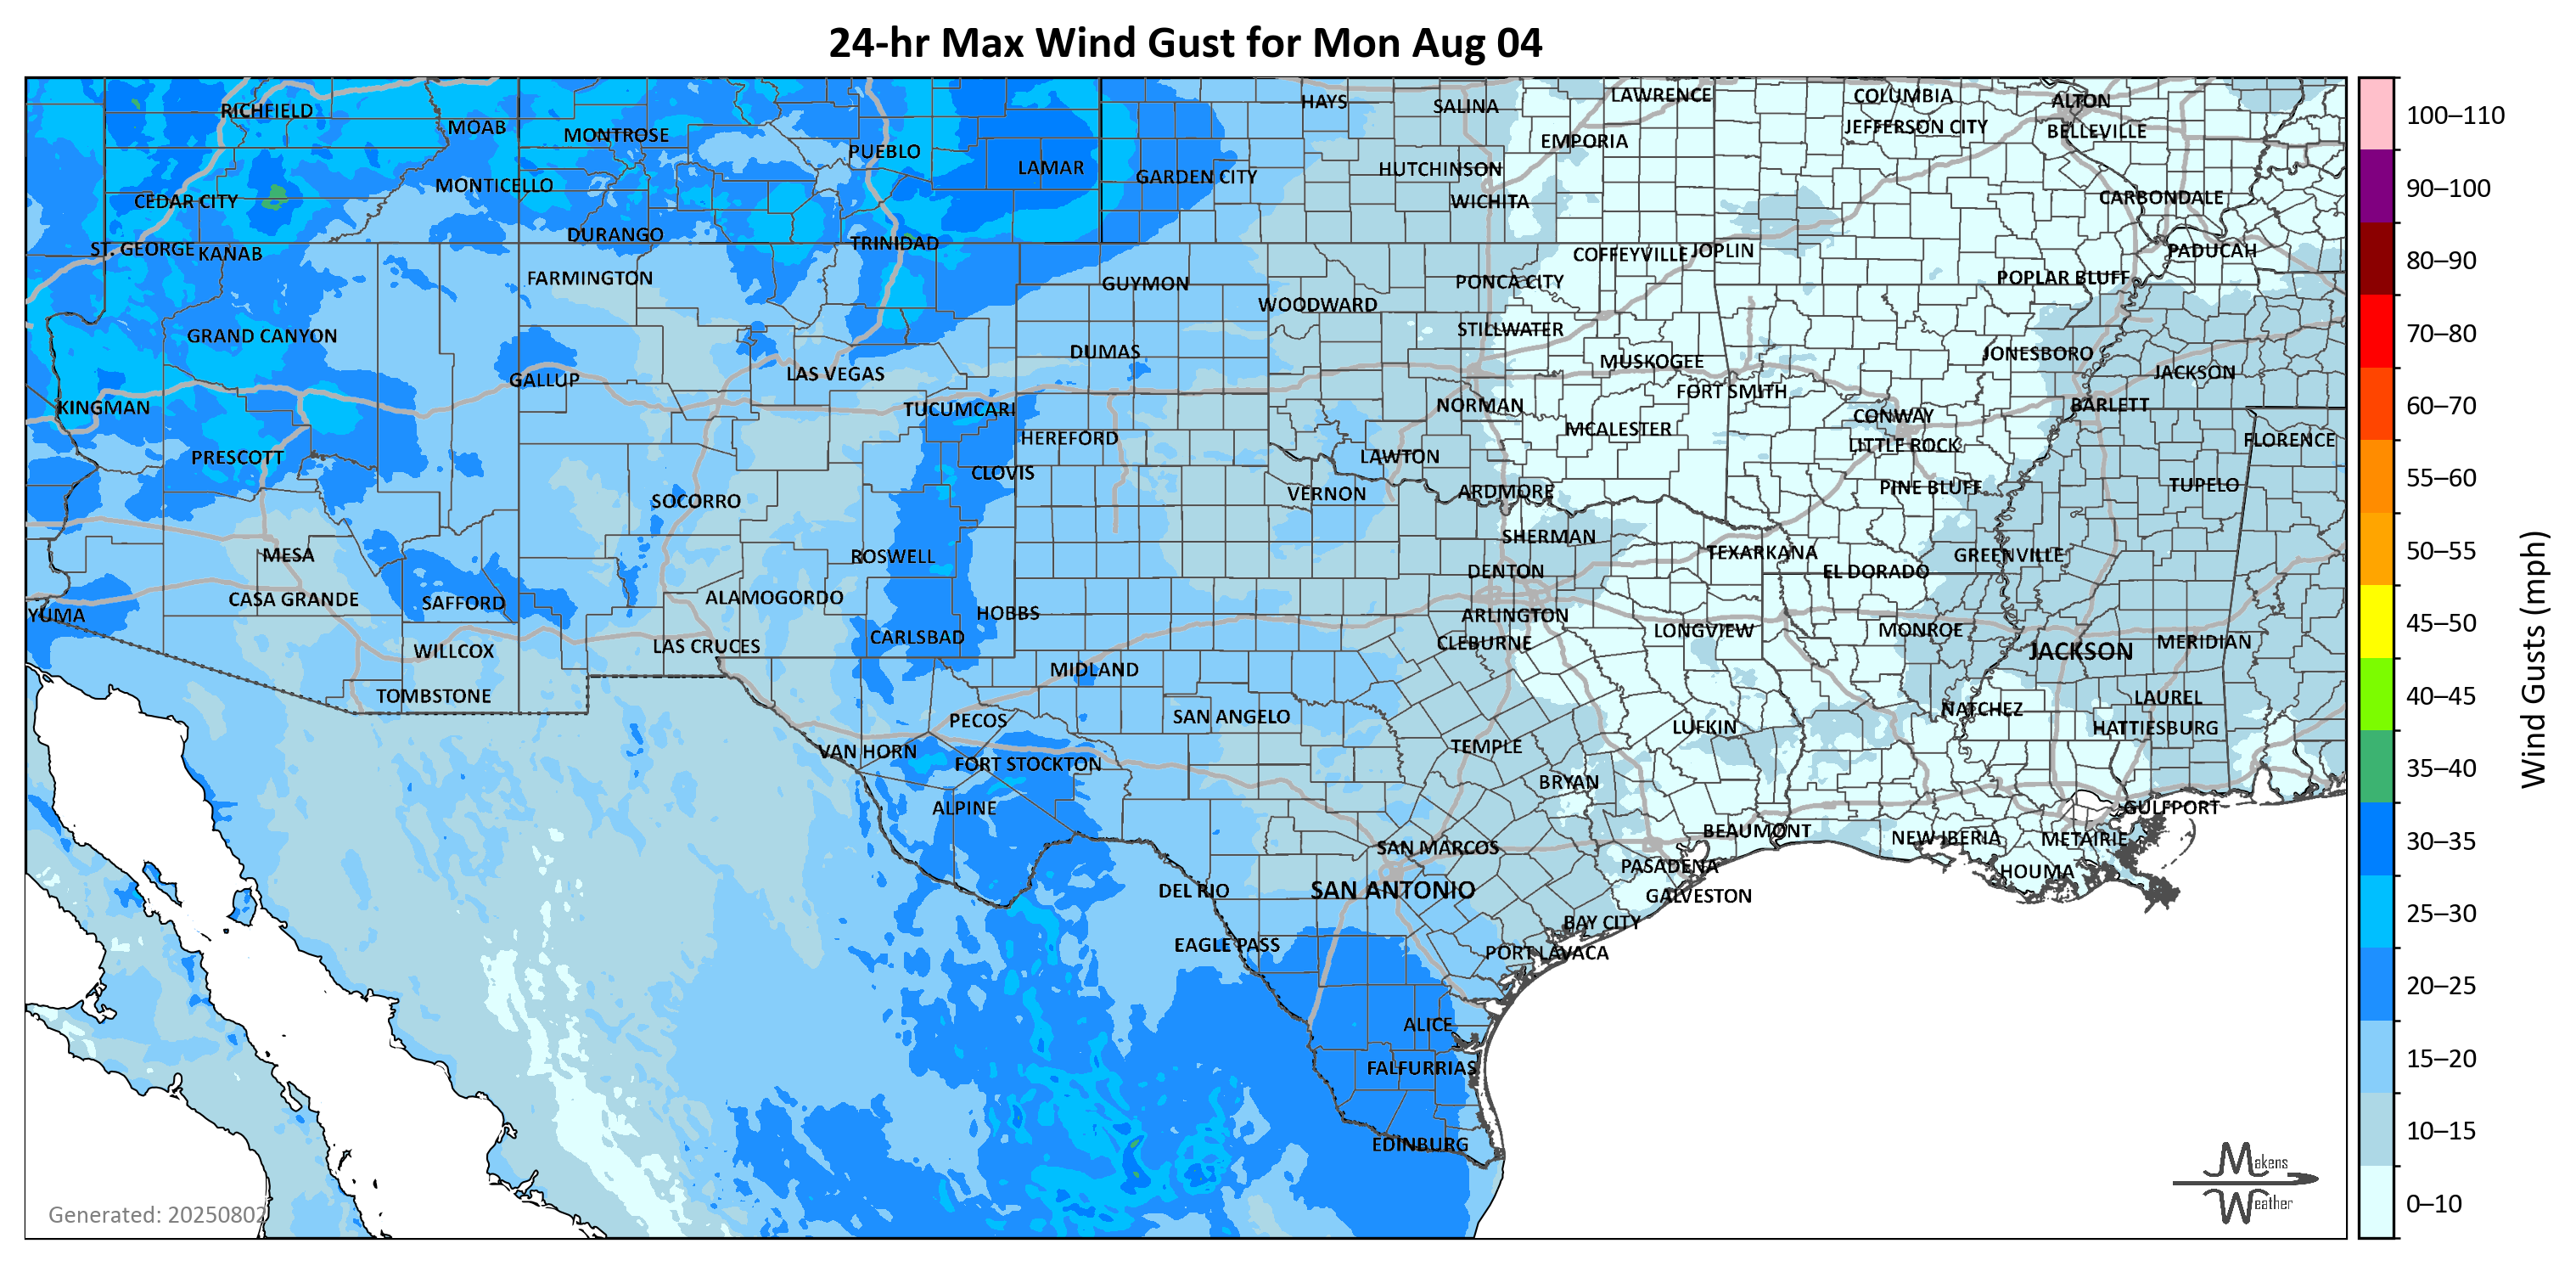 24-hr Max Wind Gust for Mon Aug 04
RICHFIELD
MOAB
MONTROSE
PUEBLO
LAMAR
GARDEN CITY
HAYS
SALINA
LAWRENCE
EMPORIA
HUTCHINSON
WICHITA
COLUMBIA
JEFFERSON CITY
ALTON
BELLEVILLE
CARBONDALE
MONTICELLO
CEDAR CITY
ST. GEORGE
KANAB
DURANGO
TRINIDAD
FARMINGTON
GUYMON
WOODWARD
PONCA CITY
COFFEYVILLE
JOPLIN
POPLAR BLUFF
PADUCAH
GRAND CANYON
STILLWATER
DUMAS
MUSKOGEE
JONESBORO
JACKSON
GALLUP
LAS VEGAS
FORT SMITH
KINGMAN
TUCUMCARI
NORMAN
CONWAY
BARLETT
HEREFORD
MCALESTER
LITTLE ROCK
FLORENCE
PRESCOTT
CLOVIS
LAWTON
SOCORRO
VERNON
ARDMORE
PINE BLUFF
TUPELO
MESA
ROSWELL
SHERMAN
TEXARKANA
GREENVILLE
DENTON
EL DORADO
CASA GRANDE
SAFFORD
ALAMOGORDO
YUMA
HOBBS
ARLINGTON
CARLSBAD
CLEBURNE
LONGVIEW
MONROE
JACKSON
MERIDIAN
WILLCOX
LAS CRUCES
MIDLAND
TOMBSTONE
PECOS
SAN ANGELO
LUFKIN
NATCHEZ
LAUREL
HATTIESBURG
VAN HORN
FORT STOCKTON
TEMPLE
BRYAN
ALPINE
GULFPORT
BEAUMONT
NEW IBERIA
METAIRIE
SAN MARCOS
PASADENA
HOUMA
DEL RIO
SAN ANTONIO
GALVESTON
BAY CITY
EAGLE PASS
PORT LAVACA
ALICE
FALFURRIAS
EDINBURG
Generated: 20250802
Makens
Weather
100–110
90–100
80–90
70–80
60–70
55–60
50–55
45–50
40–45
35–40
30–35
25–30
20–25
15–20
10–15
0–10
Wind Gusts (mph)